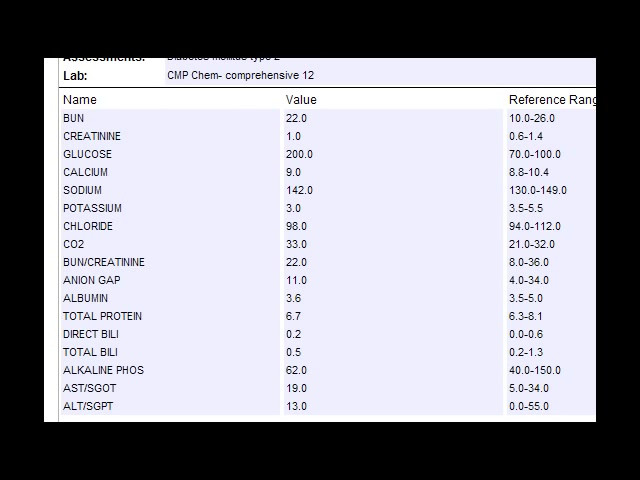 Assessments: Diabetes mellitus type 2
Lab: CMP Chem- comprehensive 12
Name Value Reference Rang
BUN 22.0 10.0-26.0
CREATININE 1.0 0.6-1.4
GLUCOSE 200.0 70.0-100.0
CALCIUM 9.0 8.8-10.4
SODIUM 142.0 130.0-149.0
POTASSIUM 3.0 3.5-5.5
CHLORIDE 98.0 94.0-112.0
CO2 33.0 21.0-32.0
BUN/CREATININE 22.0 8.0-36.0
ANION GAP 11.0 4.0-34.0
ALBUMIN 3.6 3.5-5.0
TOTAL PROTEIN 6.7 6.3-8.1
DIRECT BILI 0.2 0.0-0.6
TOTAL BILI 0.5 0.2-1.3
ALKALINE PHOS 62.0 40.0-150.0
AST/SGOT 19.0 5.0-34.0
ALT/SGPT 13.0 0.0-55.0